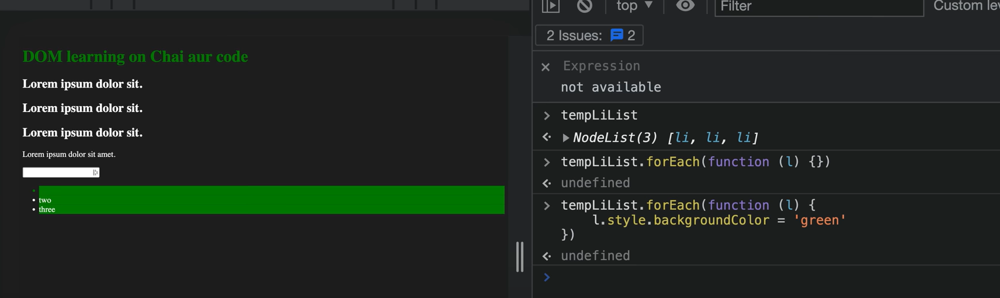 DOM learning on Chai aur code
Lorem ipsum dolor sit.
Lorem ipsum dolor sit.
Lorem ipsum dolor sit.
Lorem ipsum dolor sit amet.
two
three
top ▼
Filter
Custom lev
2 Issues: 2
Expression
not available
> tempLiList
NodeList(3) [li, li, li]
> tempLiList.forEach(function (l) {})
undefined
> tempLiList.forEach(function (l) {
l.style.backgroundColor = 'green'
})
undefined
>